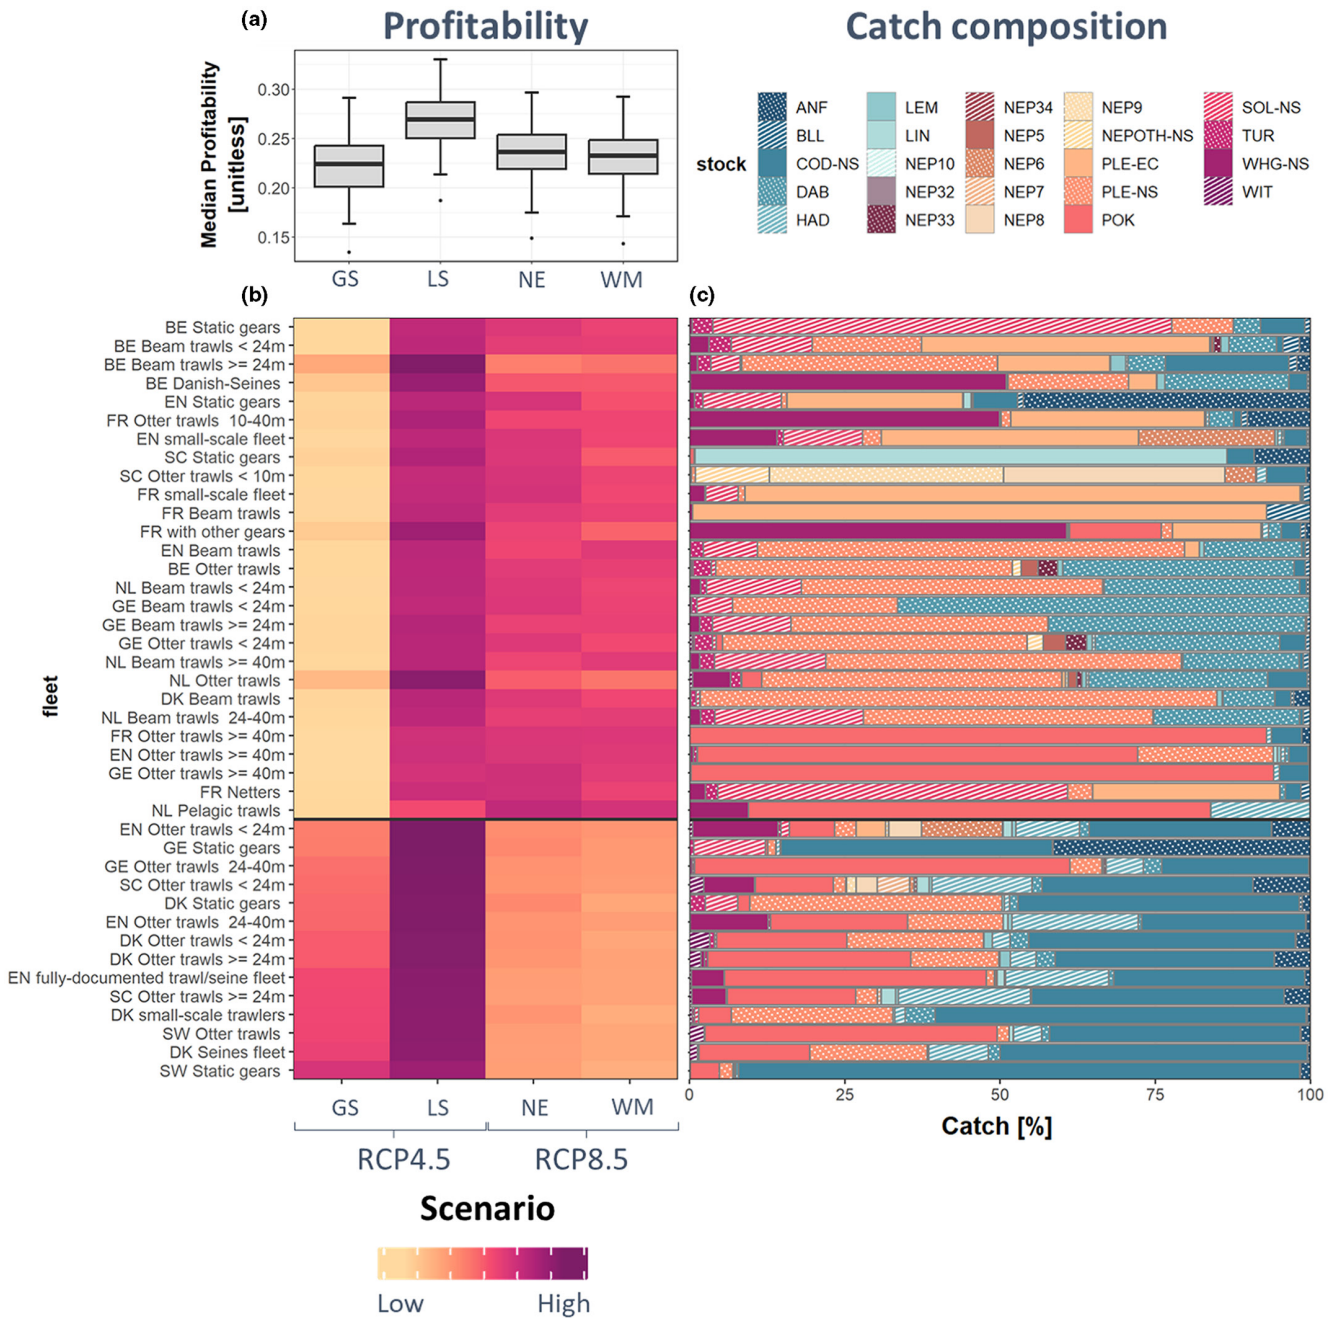 (a)
Profitability
Catch composition
Median Profitability
[unitless]
0.30
0.25
0.20
0.15
GS
LS
NE
WM
stock
ANF
BLL
COD-NS
DAB
HAD
LEM
LIN
NEP10
NEP32
NEP33
NEP34
NEP5
NEP6
NEP7
NEP8
NEP9
NEPOTH-NS
PLE-EC
PLE-NS
POK
SOL-NS
TUR
WHG-NS
WIT
(b)
(c)
fleet
BE Static gears
BE Beam trawls < 24m
BE Beam trawls >= 24m
BE Danish-Seines
EN Static gears
FR Otter trawls 10-40m
EN small-scale fleet
SC Static gears
SC Otter trawls < 10m
FR small-scale fleet
FR Beam trawls
FR with other gears
EN Beam trawls
BE Otter trawls
NL Beam trawls < 24m
GE Beam trawls < 24m
GE Beam trawls >= 24m
GE Otter trawls < 24m
NL Beam trawls >= 40m
NL Otter trawls
DK Beam trawls
NL Beam trawls 24-40m
FR Otter trawls >= 40m
EN Otter trawls >= 40m
GE Otter trawls >= 40m
FR Netters
NL Pelagic trawls
EN Otter trawls < 24m
GE Static gears
GE Otter trawls 24-40m
SC Otter trawls < 24m
DK Static gears
EN Otter trawls 24-40m
DK Otter trawls < 24m
DK Otter trawls >= 24m
EN fully-documented trawl/seine fleet
SC Otter trawls >= 24m
DK small-scale trawlers
SW Otter trawls
DK Seines fleet
SW Static gears
GS
LS
NE
WM
RCP4.5
RCP8.5
Scenario
Low
High
0
25
50
75
100
Catch [%]